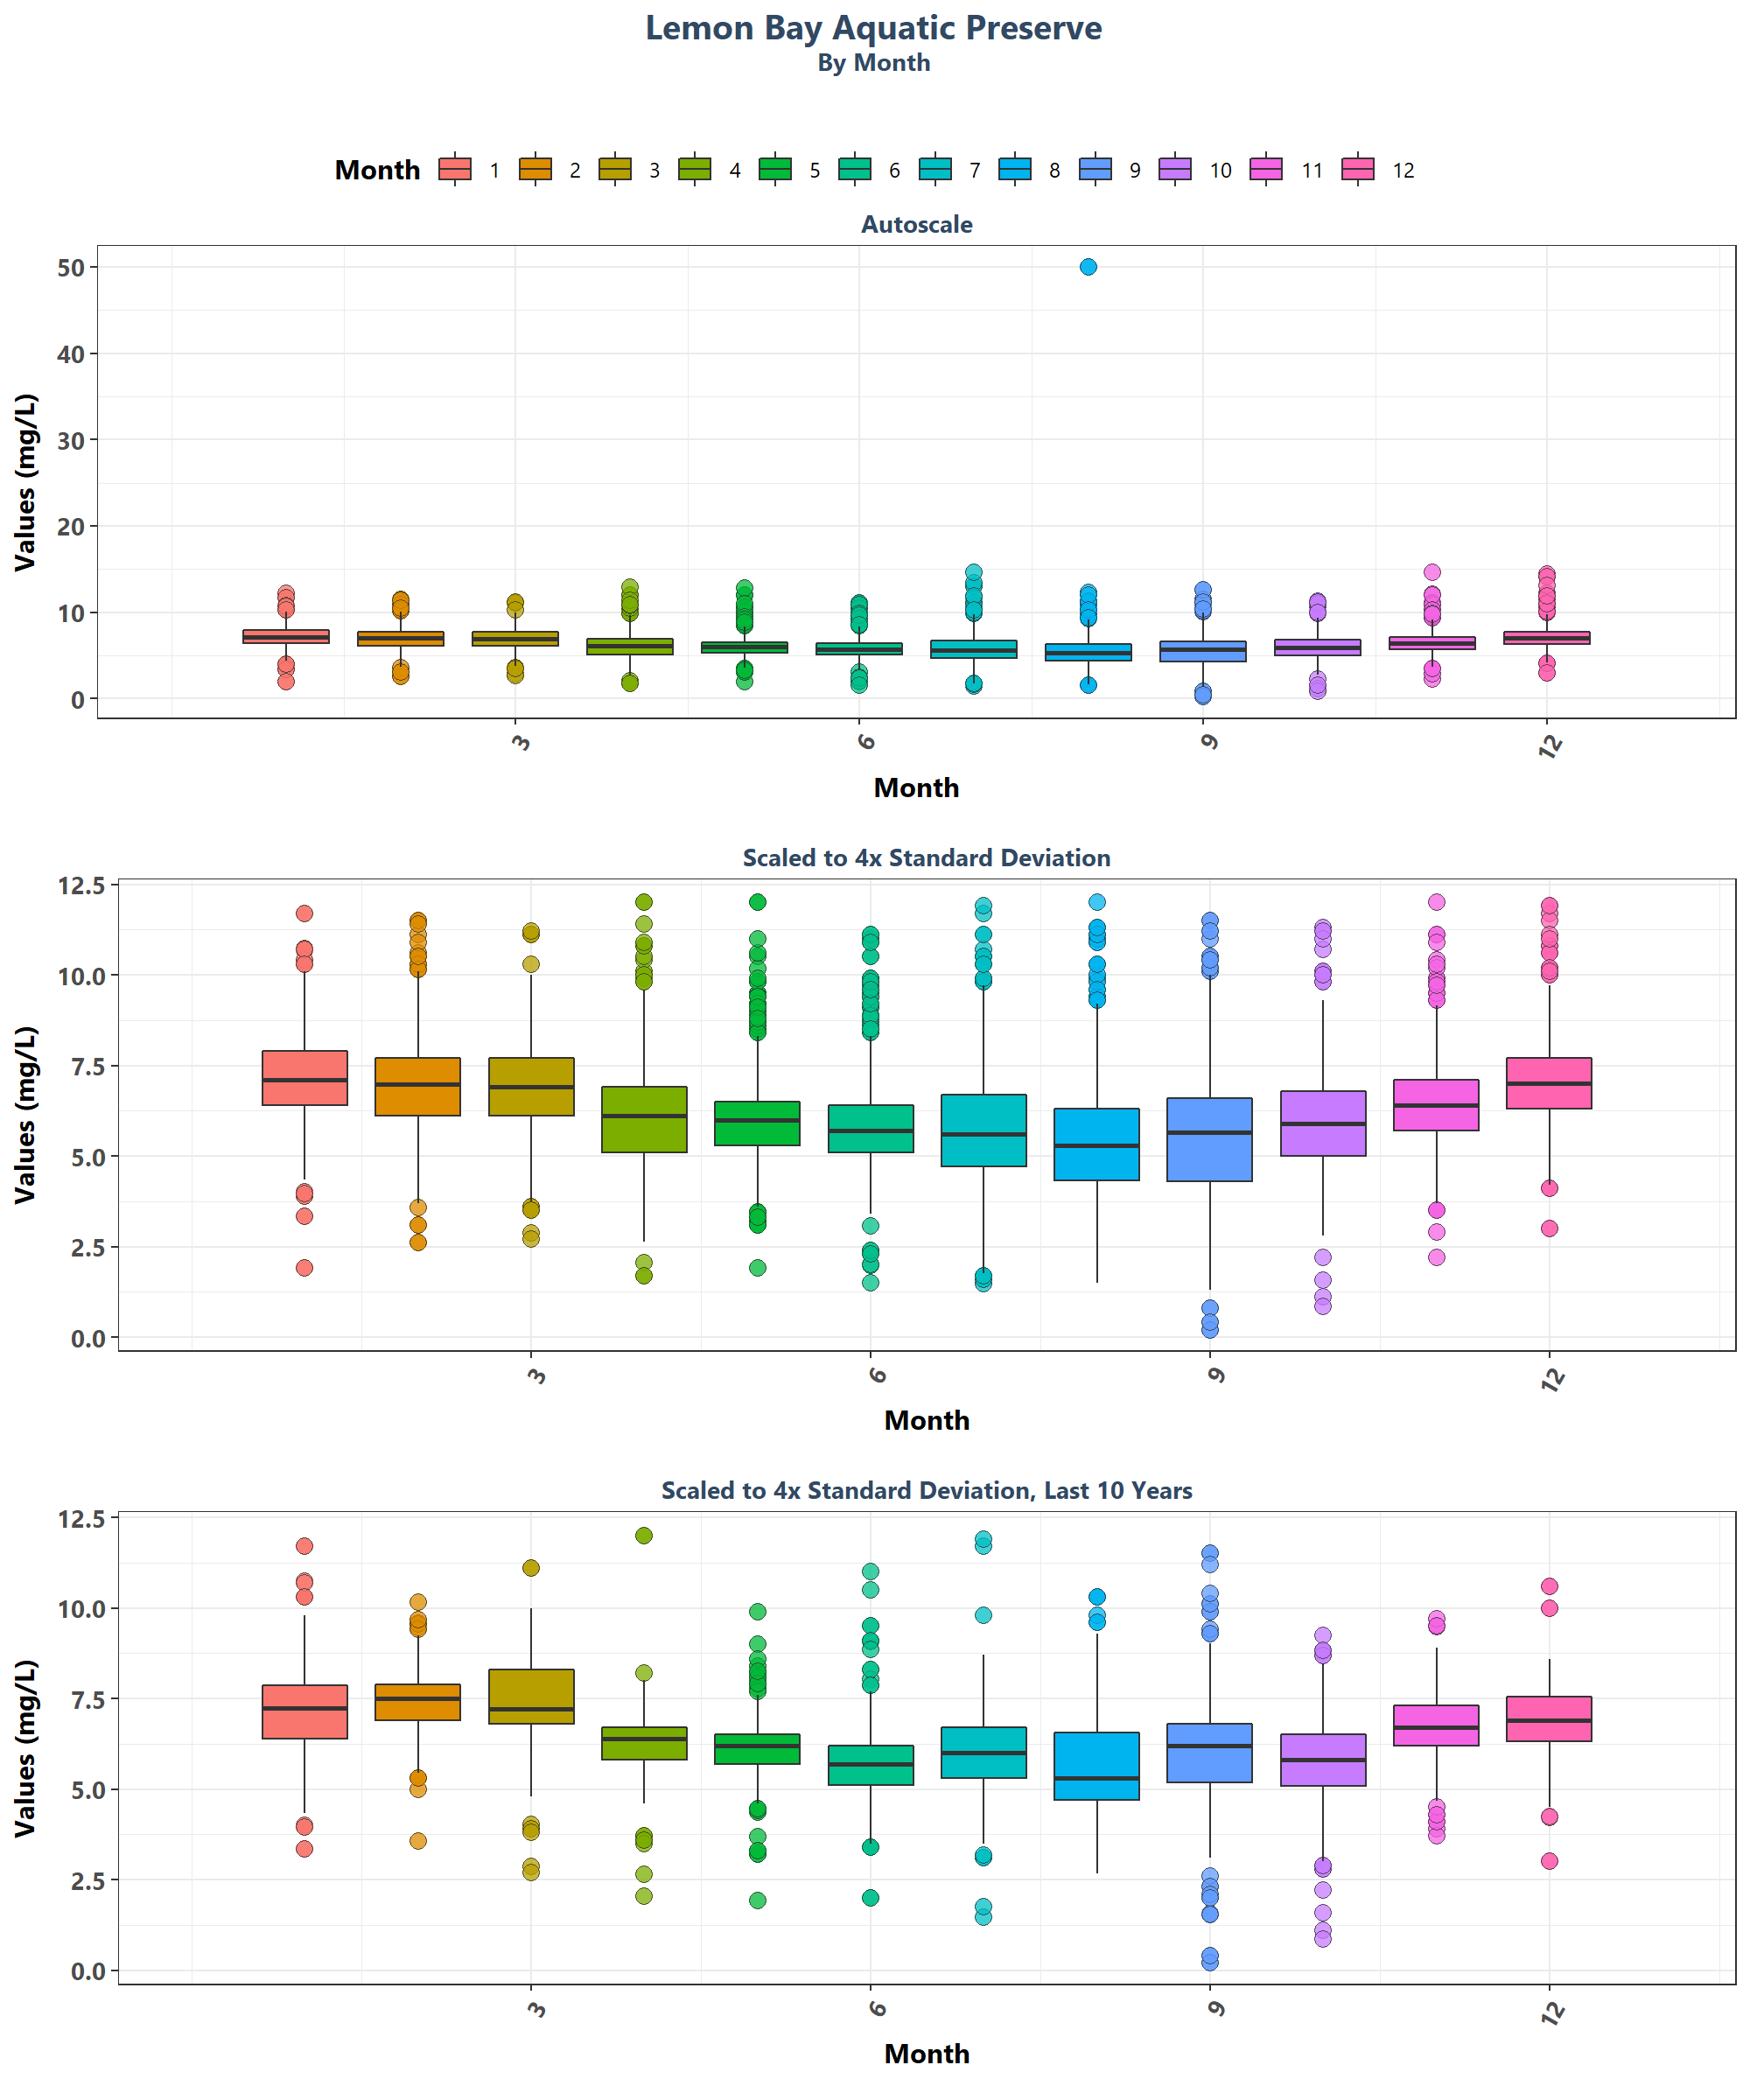 Lemon Bay Aquatic Preserve
By Month
Month 1 2 3 4 5 6 7 8 9 10 11 12
Autoscale
50
40
30
20
10
0
Values (mg/L)
3 6 9 12
Month
Scaled to 4x Standard Deviation
12.5
10.0
7.5
5.0
2.5
0.0
Values (mg/L)
3 6 9 12
Month
Scaled to 4x Standard Deviation, Last 10 Years
12.5
10.0
7.5
5.0
2.5
0.0
Values (mg/L)
3 6 9 12
Month